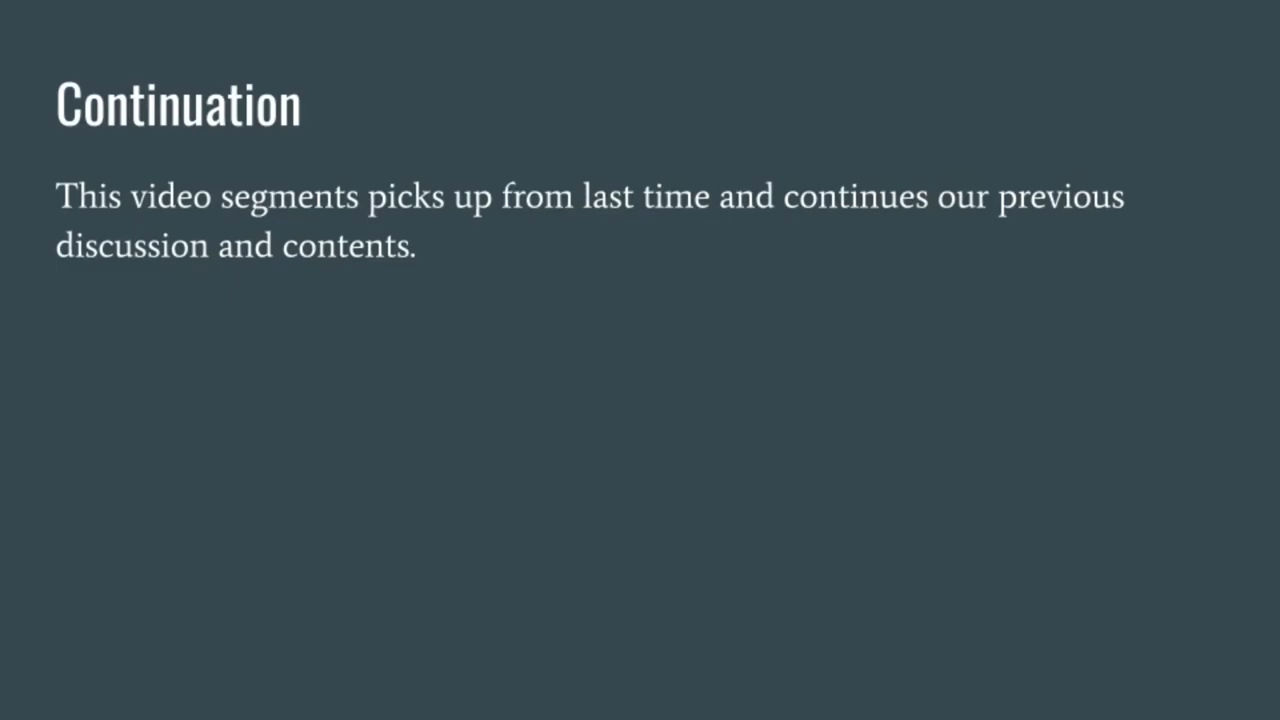 Continuation
This video segments picks up from last time and continues our previous
discussion and contents.